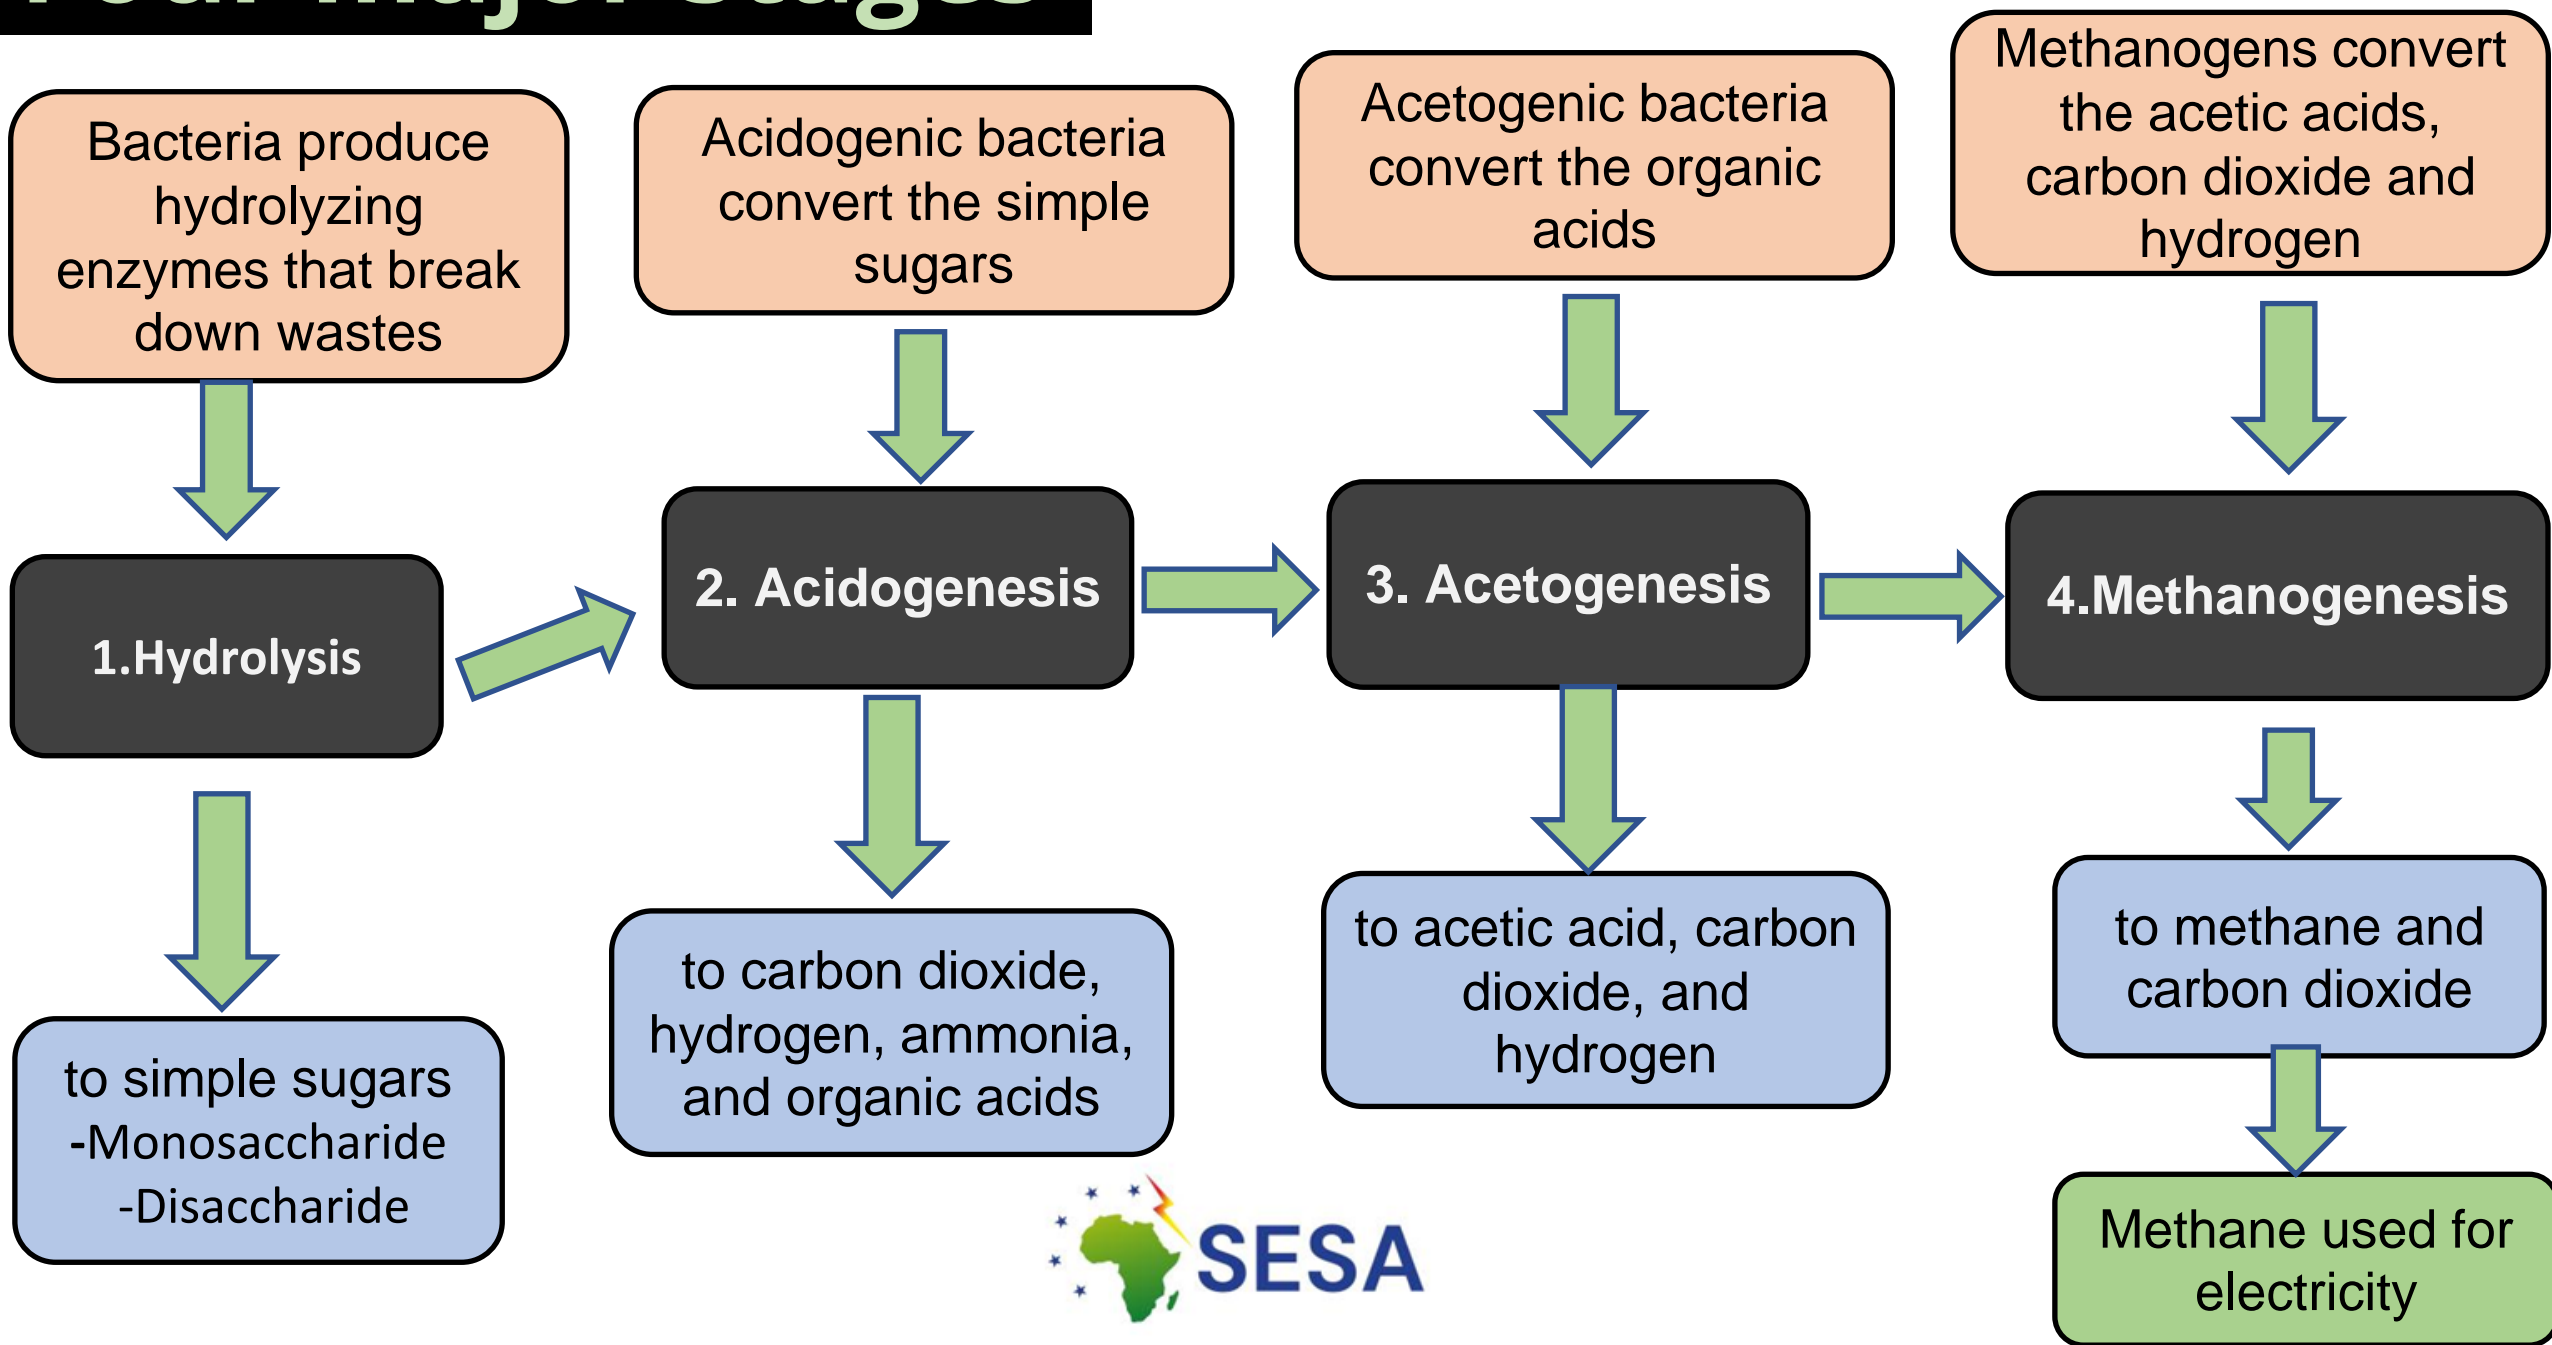 Four Major Stages
Bacteria produce
hydrolyzing
enzymes that break
down wastes
Acidogenic bacteria
convert the simple
sugars
Acetogenic bacteria
convert the organic
acids
Methanogens convert
the acetic acids,
carbon dioxide and
hydrogen
1.Hydrolysis
2. Acidogenesis
3. Acetogenesis
4.Methanogenesis
to simple sugars
-Monosaccharide
-Disaccharide
to carbon dioxide,
hydrogen, ammonia,
and organic acids
to acetic acid, carbon
dioxide, and
hydrogen
to methane and
carbon dioxide
Methane used for
electricity
SESA